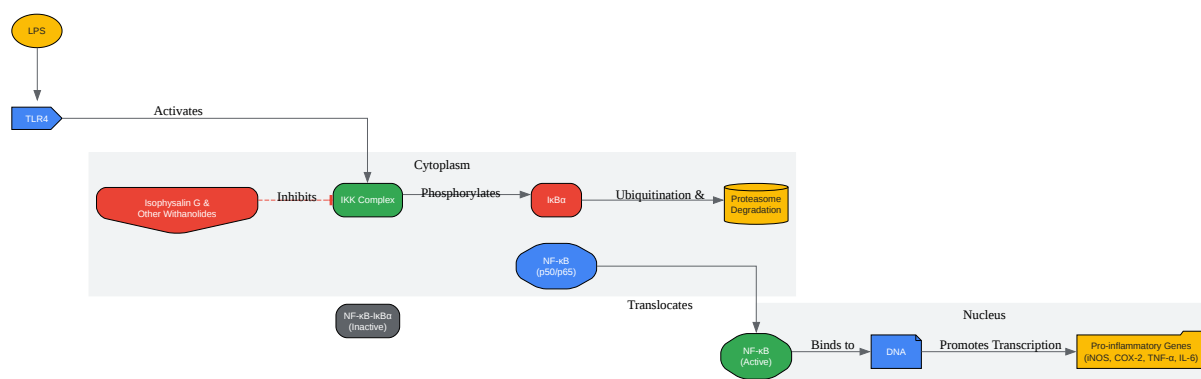 LPS
TLR4
Activates
Cytoplasm
Isophysalin G &
Other Withanolides
Inhibits
IKK Complex
Phosphorylates
IκBα
Ubiquitination &
Proteasome
Degradation
NF-κB
(p50/p65)
Translocates
NF-κB-IκBα
(Inactive)
Nucleus
NF-κB
(Active)
Binds to
DNA
Promotes Transcription
Pro-inflammatory Genes
(iNOS, COX-2, TNF-α, IL-6)